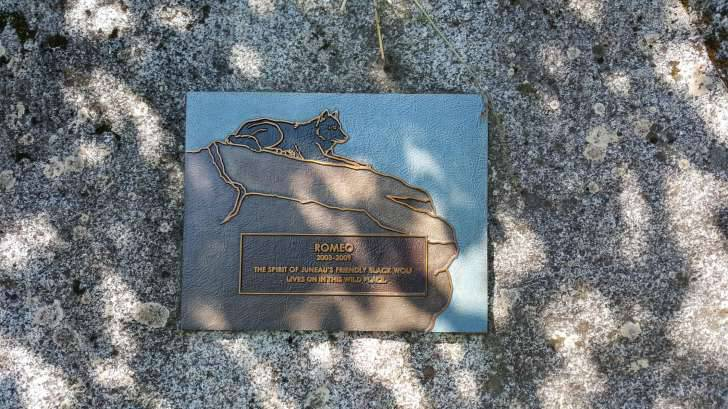 ROMEO
2003-2009
THE SPIRIT OF JUNEAU'S FRIENDLY BLACK WOLF
LIVES ON IN THIS WILD PLACE.